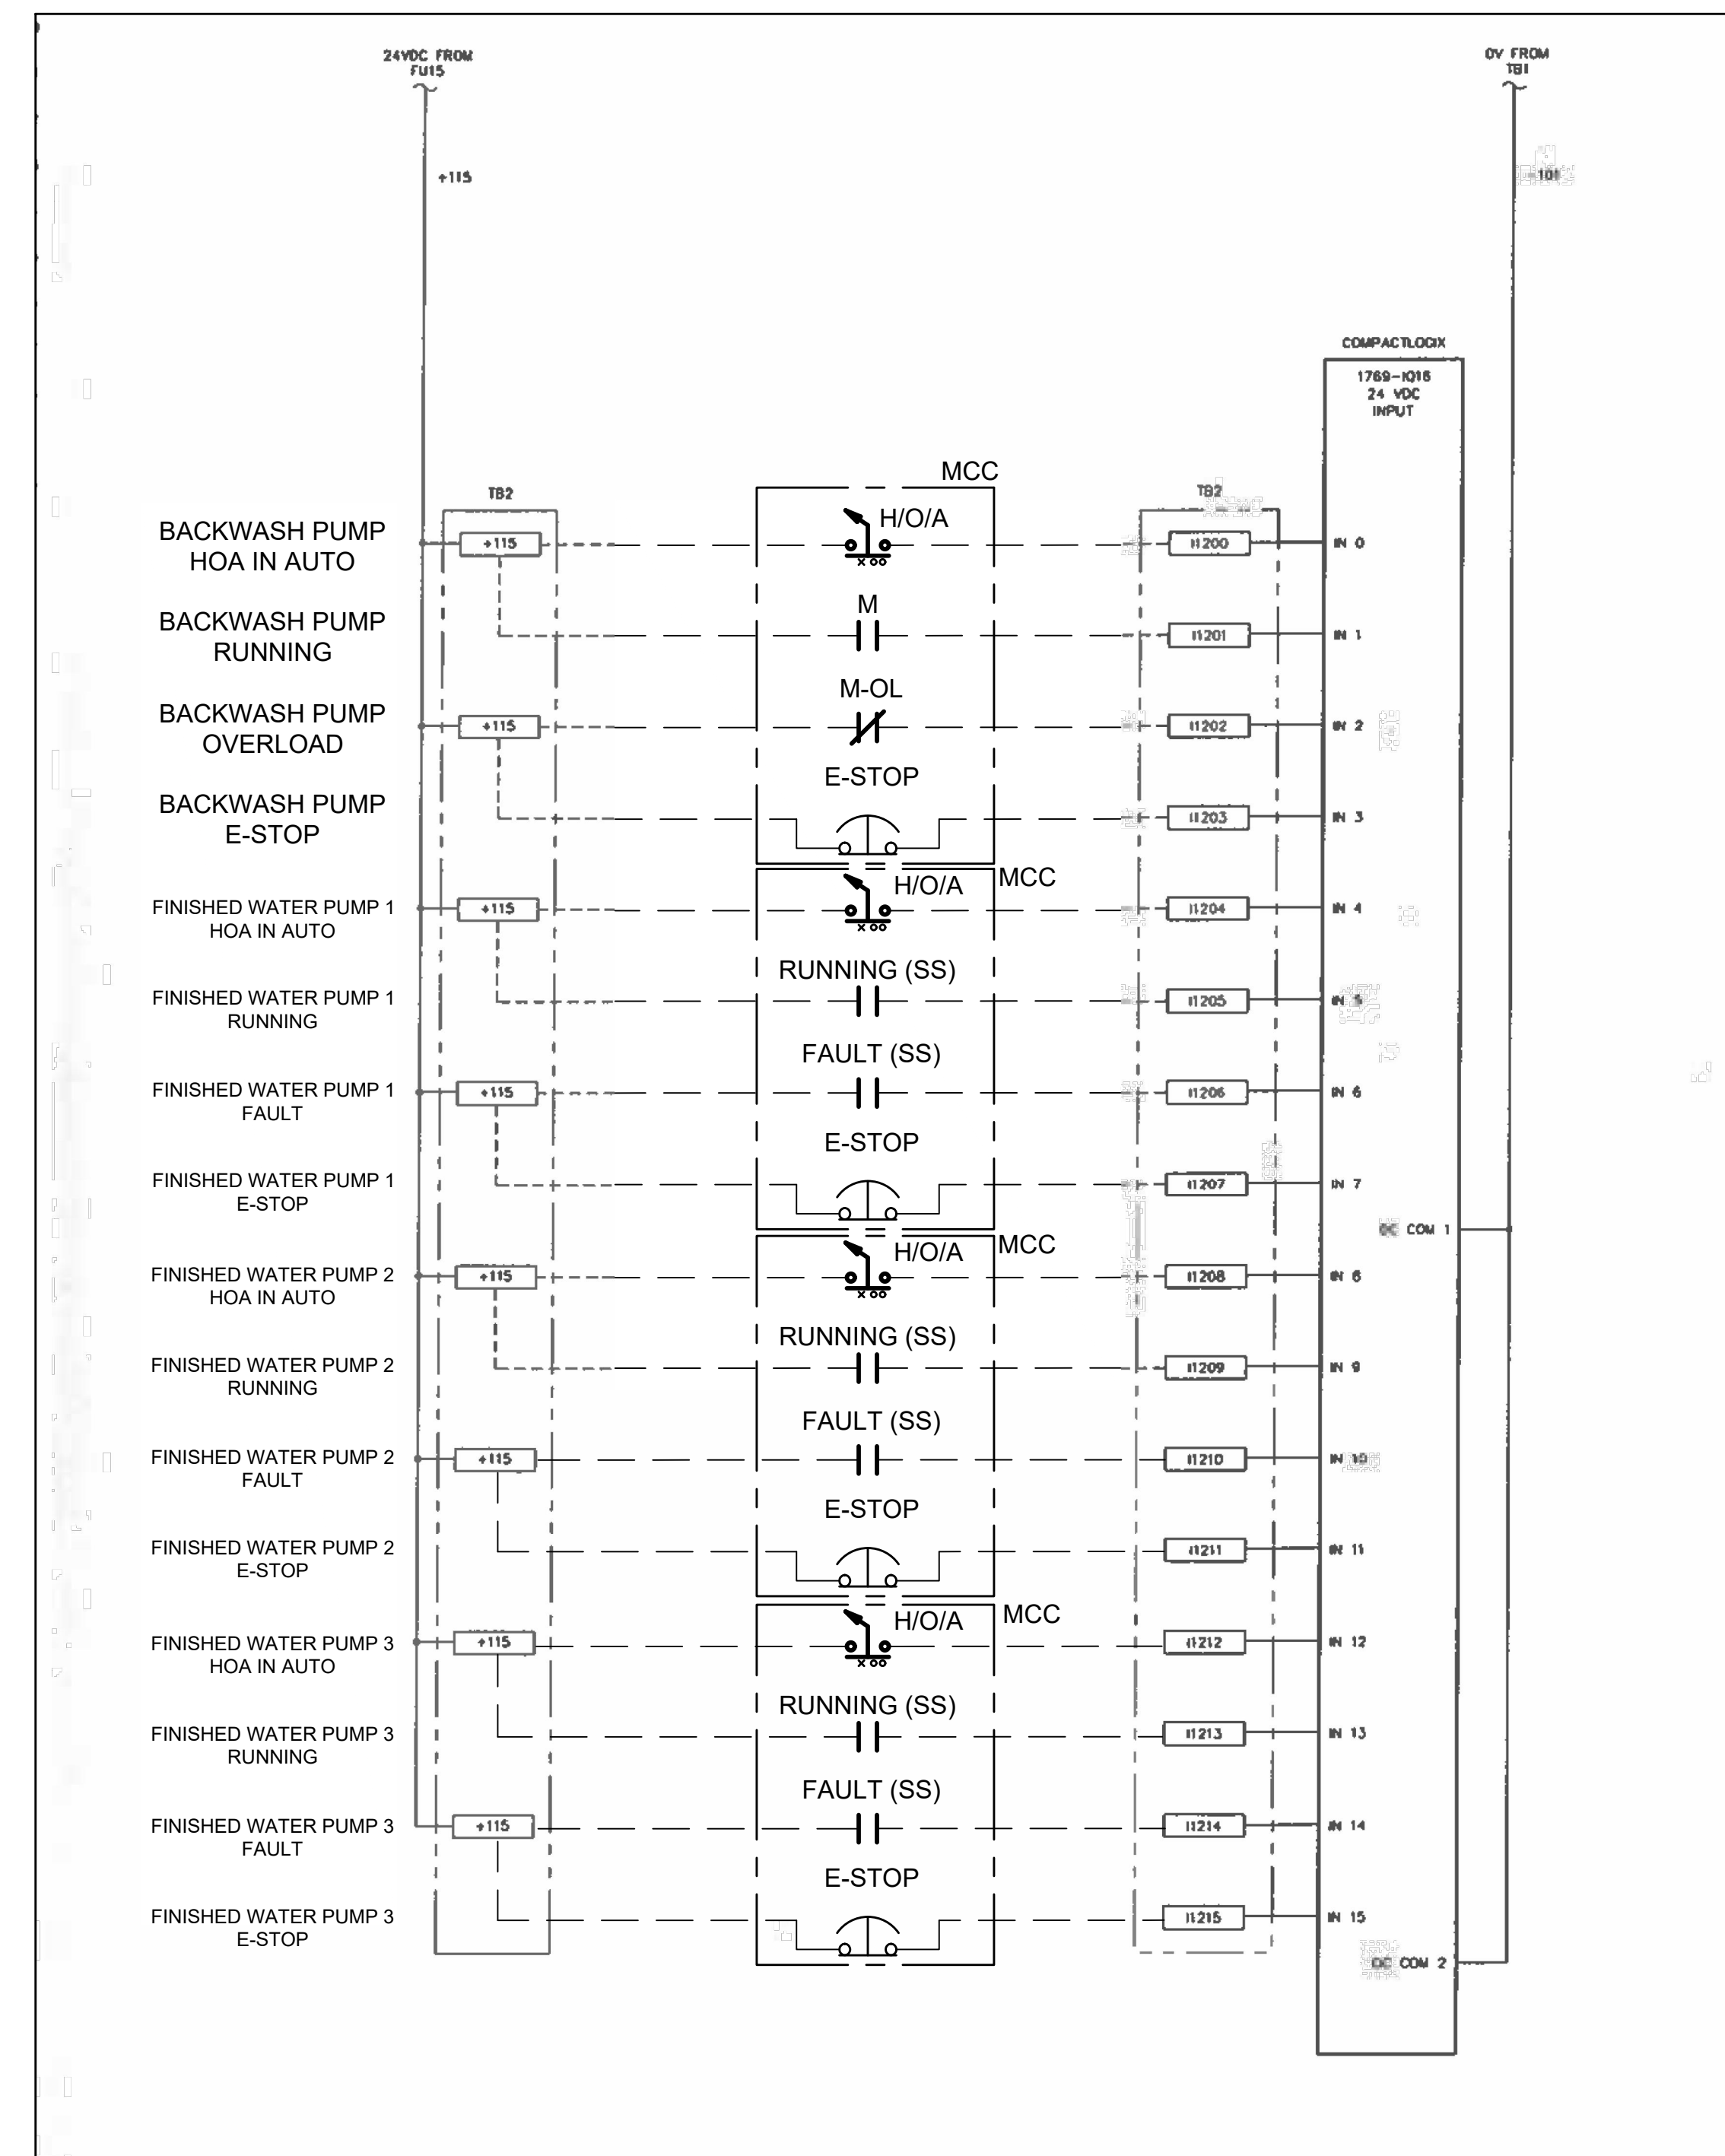 24VDC FROM
FU15
0V FROM
TB1
+115
101
COMPACTLOGIX
1769-IQ16
24 VDC
INPUT
MCC
TB2
TB2
BACKWASH PUMP
HOA IN AUTO
+115
H/O/A
X OO
I1200
IN 0
BACKWASH PUMP
RUNNING
M
I1201
IN 1
BACKWASH PUMP
OVERLOAD
+115
M-OL
I1202
IN 2
BACKWASH PUMP
E-STOP
E-STOP
I1203
IN 3
FINISHED WATER PUMP 1
HOA IN AUTO
+115
H/O/A
MCC
X OO
I1204
IN 4
FINISHED WATER PUMP 1
RUNNING
RUNNING (SS)
I1205
IN 5
FINISHED WATER PUMP 1
FAULT
+115
FAULT (SS)
I1206
IN 6
FINISHED WATER PUMP 1
E-STOP
E-STOP
I1207
IN 7
DC COM 1
FINISHED WATER PUMP 2
HOA IN AUTO
+115
H/O/A
MCC
X OO
I1208
IN 8
FINISHED WATER PUMP 2
RUNNING
RUNNING (SS)
I1209
IN 9
FINISHED WATER PUMP 2
FAULT
+115
FAULT (SS)
I1210
IN 10
FINISHED WATER PUMP 2
E-STOP
E-STOP
I1211
IN 11
FINISHED WATER PUMP 3
HOA IN AUTO
+115
H/O/A
MCC
X OO
I1212
IN 12
FINISHED WATER PUMP 3
RUNNING
RUNNING (SS)
I1213
IN 13
FINISHED WATER PUMP 3
FAULT
+115
FAULT (SS)
I1214
IN 14
FINISHED WATER PUMP 3
E-STOP
E-STOP
I1215
IN 15
DC COM 2